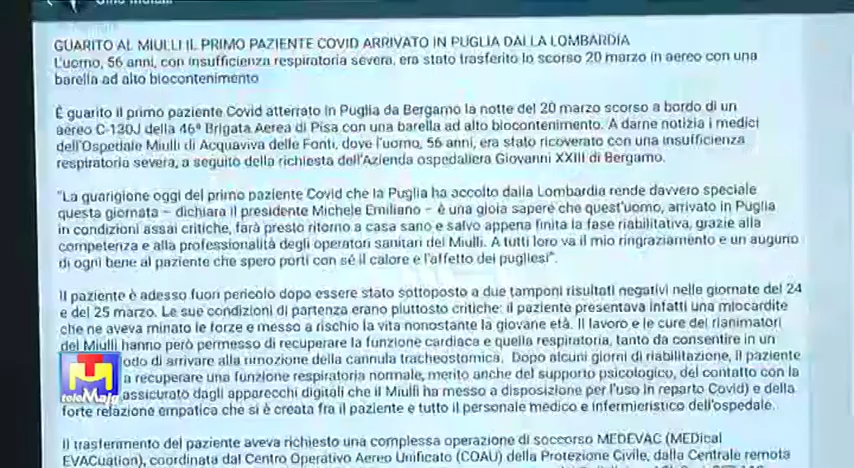 GUARITO AL MIULLI IL PRIMO PAZIENTE COVID ARRIVATO IN PUGLIA DALLA LOMBARDIA
L'uomo, 56 anni, con insufficienza respiratoria severa, era stato trasferito lo scorso 20 marzo in aereo con una
barella ad alto biocontenimento
È guarito il primo paziente Covid atterrato in Puglia da Bergamo la notte del 20 marzo scorso a bordo di un
aereo C-130J della 46ª Brigata Aerea di Pisa con una barella ad alto biocontenimento. A darne notizia i medici
dell'Ospedale Miulli di Acquaviva delle Fonti, dove l'uomo, 56 anni, era stato ricoverato con una insufficienza
respiratoria severa, a seguito della richiesta dell'Azienda ospedaliera Giovanni XXIII di Bergamo.
"La guarigione oggi del primo paziente Covid che la Puglia ha accolto dalla Lombardia rende davvero speciale
questa giornata – dichiara il presidente Michele Emiliano – è una gioia sapere che quest'uomo, arrivato in Puglia
in condizioni assai critiche, farà presto ritorno a casa sano e salvo appena finita la fase riabilitativa, grazie alla
competenza e alla professionalità degli operatori sanitari del Miulli. A tutti loro va il mio ringraziamento e un augurio
di ogni bene al paziente che spero porti con sé il calore e l'affetto dei pugliesi".
Il paziente è adesso fuori pericolo dopo essere stato sottoposto a due tamponi risultati negativi nelle giornate del 24
e del 25 marzo. Le sue condizioni di partenza erano piuttosto critiche: il paziente presentava infatti una miocardite
che ne aveva minato le forze e messo a rischio la vita nonostante la giovane età. Il lavoro e le cure dei rianimatori
del Miulli hanno però permesso di recuperare la funzione cardiaca e quella respiratoria, tanto da consentire in un
odo di arrivare alla rimozione della cannula tracheostomica. Dopo alcuni giorni di riabilitazione, il paziente
a recuperare una funzione respiratoria normale, merito anche del supporto psicologico, del contatto con la
assicurato dagli apparecchi digitali che il Miulli ha messo a disposizione per l'uso in reparto Covid) e della
forte relazione empatica che si è creata fra il paziente e tutto il personale medico e infermieristico dell'ospedale.
Il trasferimento del paziente aveva richiesto una complessa operazione di soccorso MEDEVAC (MEDical
EVACuation), coordinata dal Centro Operativo Aereo Unificato (COAU) della Protezione Civile, dalla Centrale remota
teleMajg